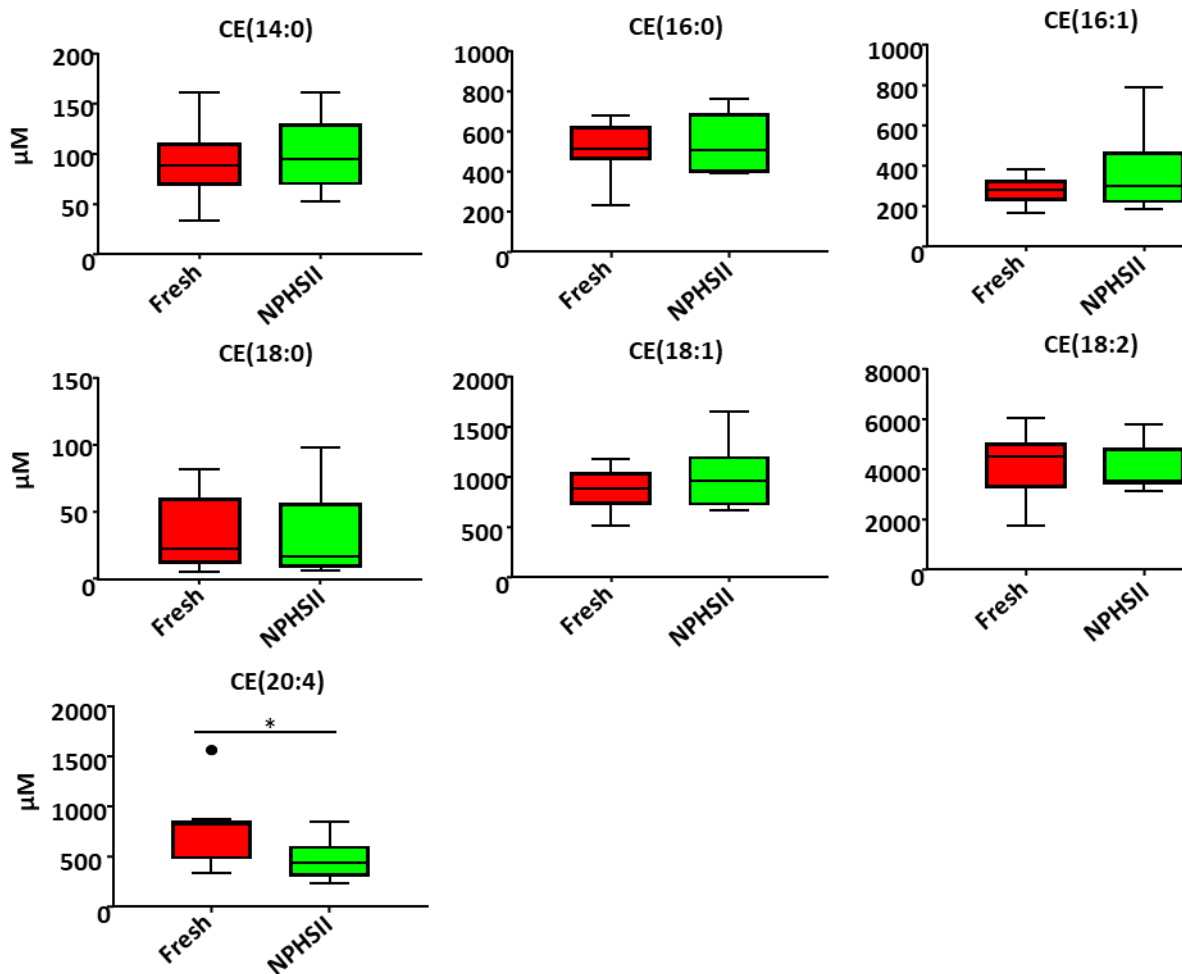 CE(14:0)
200
150
100
50
0
µM
Fresh
NPHSII
CE(16:0)
1000
800
600
400
200
0
Fresh
NPHSII
CE(16:1)
1000
800
600
400
200
0
Fresh
NPHSII
CE(18:0)
150
100
50
0
µM
Fresh
NPHSII
CE(18:1)
2000
1500
1000
500
0
Fresh
NPHSII
CE(18:2)
8000
6000
4000
2000
0
Fresh
NPHSII
CE(20:4)
2000
1500
1000
500
0
µM
*
Fresh
NPHSII